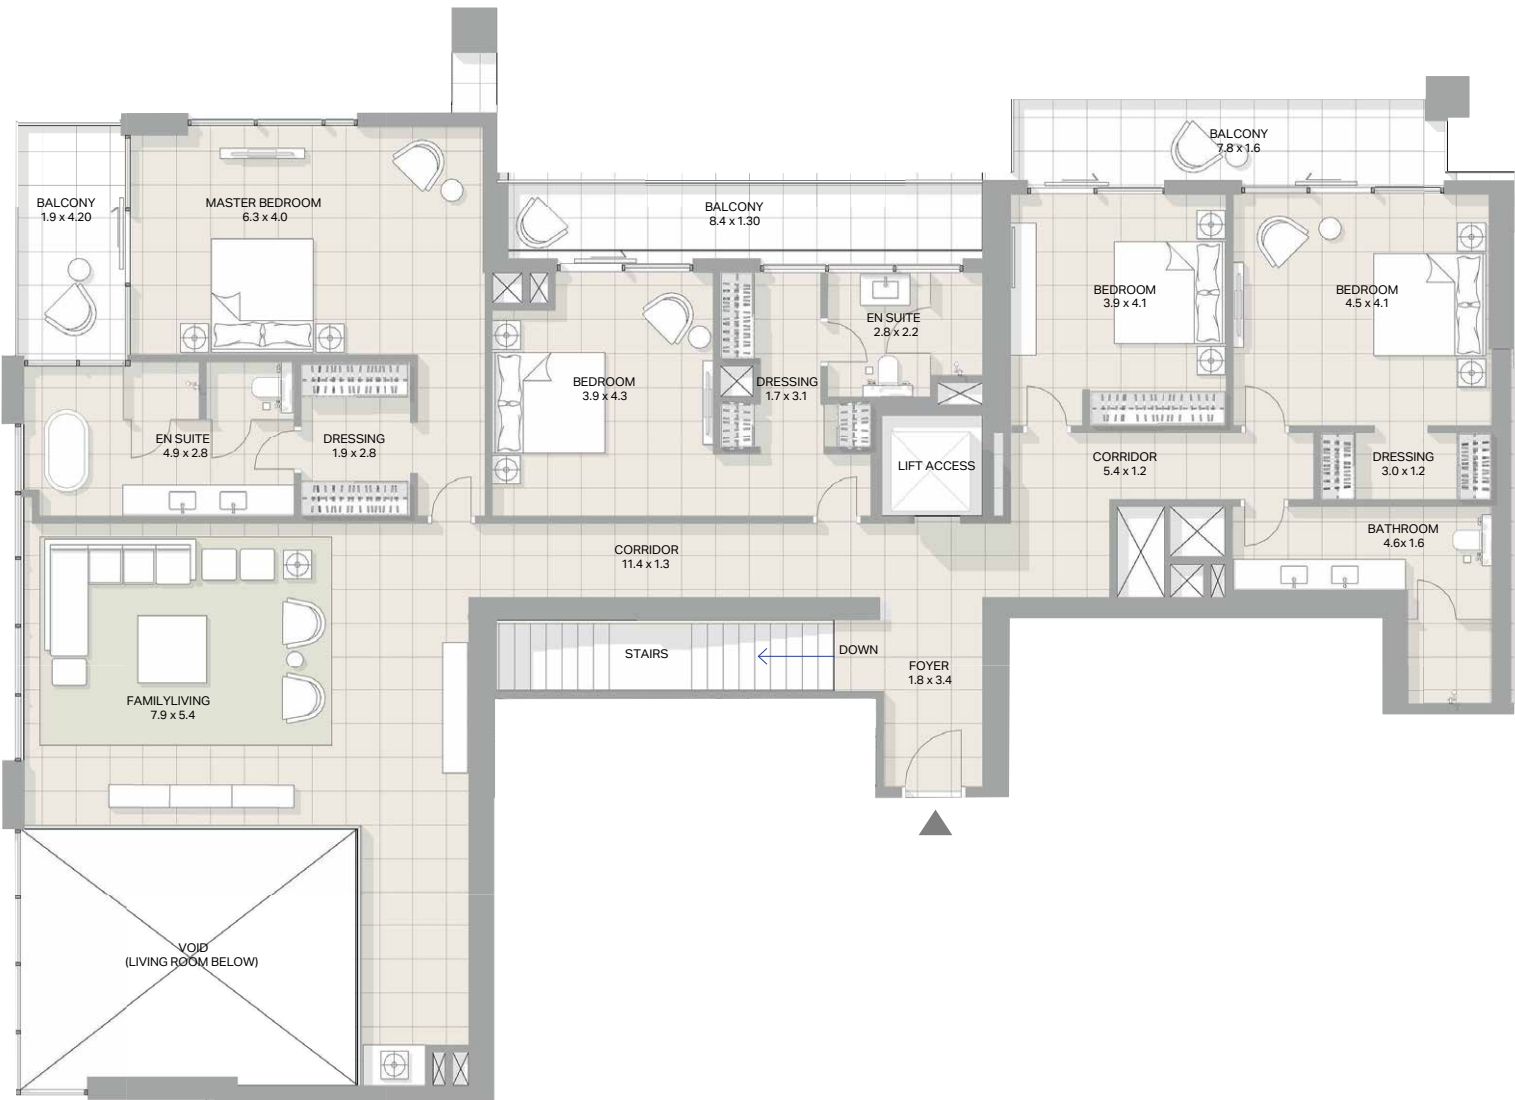 BALCONY
7.8 x 1.6
BALCONY
1.9 x 4.20
MASTER BEDROOM
6.3 x 4.0
BALCONY
8.4 x 1.30
BEDROOM
3.9 x 4.1
BEDROOM
4.5 x 4.1
EN SUITE
2.8 x 2.2
BEDROOM
3.9 x 4.3
DRESSING
1.7 x 3.1
EN SUITE
4.9 x 2.8
DRESSING
1.9 x 2.8
LIFT ACCESS
CORRIDOR
5.4 x 1.2
DRESSING
3.0 x 1.2
BATHROOM
4.6x 1.6
CORRIDOR
11.4 x 1.3
STAIRS
DOWN
FOYER
1.8 x 3.4
FAMILYLIVING
7.9 x 5.4
VOID
(LIVING ROOM BELOW)